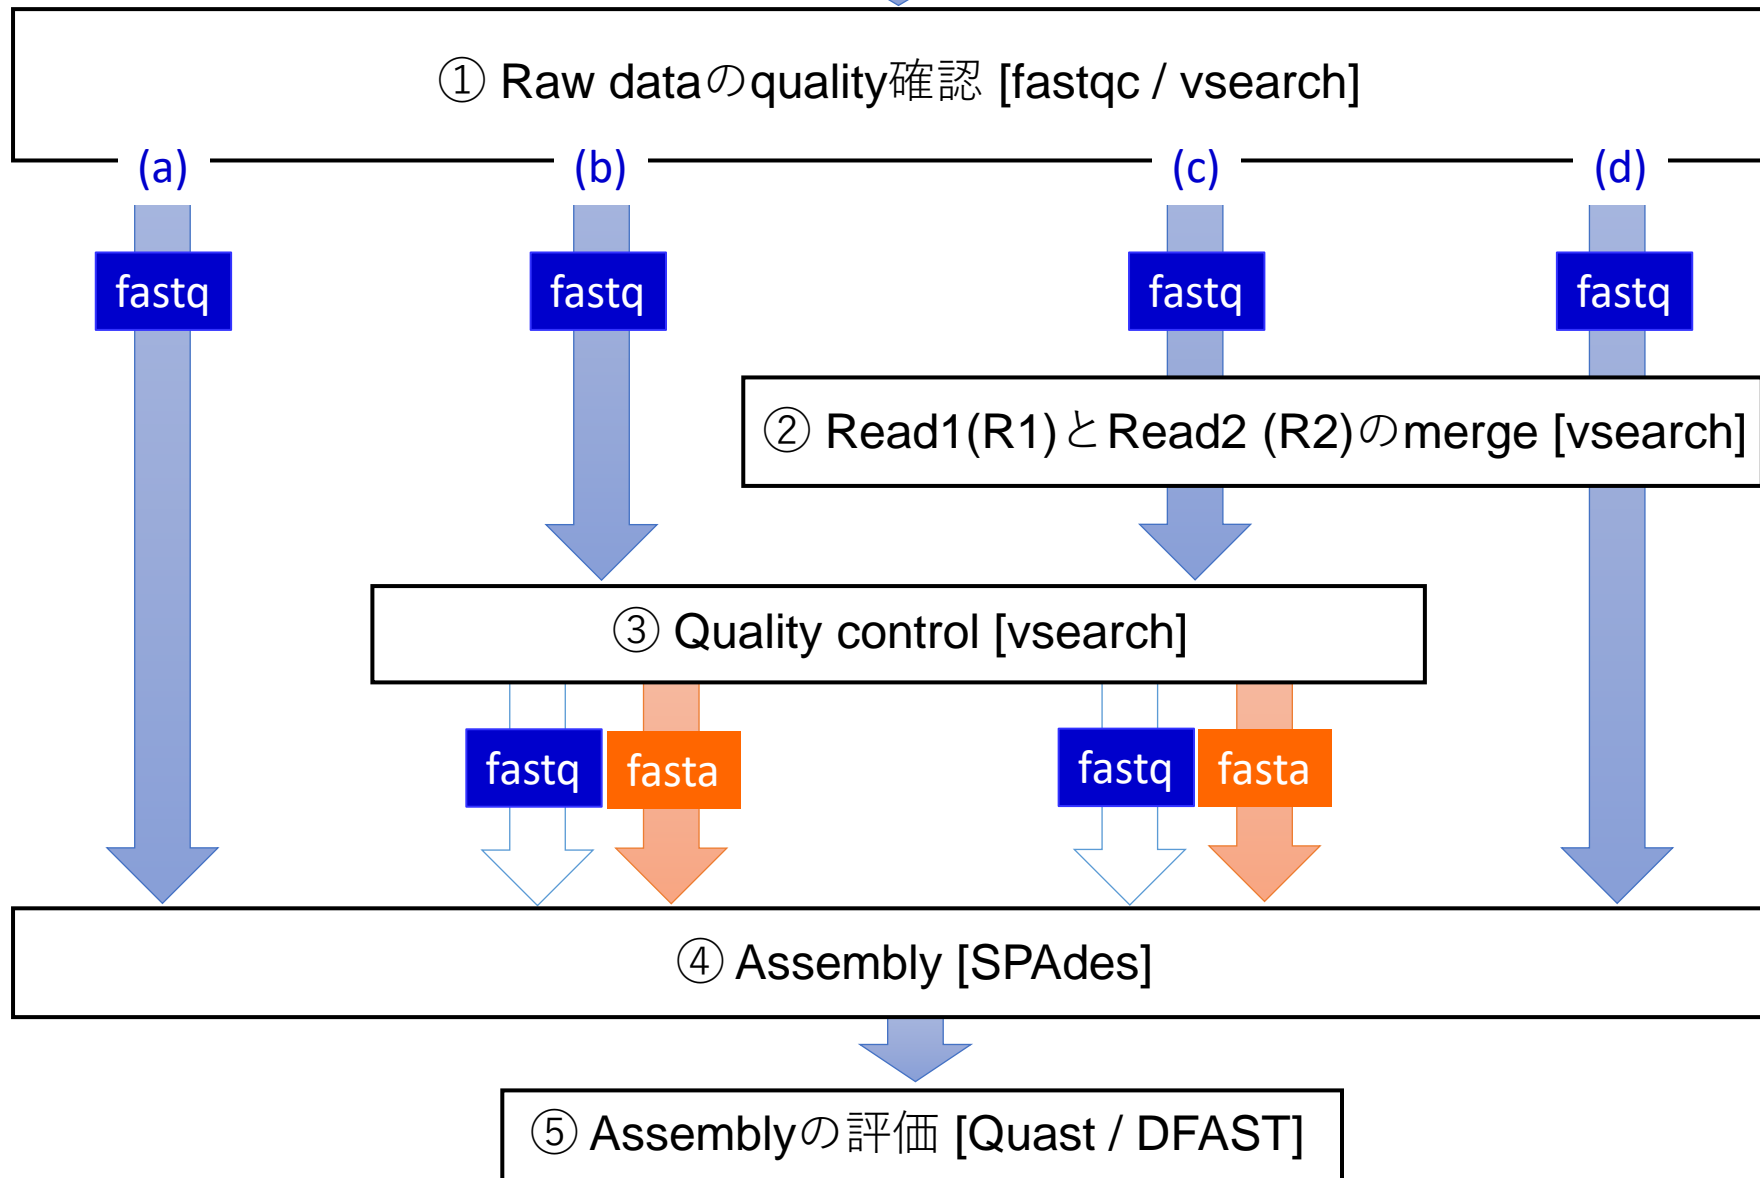 ① Raw dataのquality確認 [fastqc / vsearch]
(a)
(b)
(c)
(d)
fastq
fastq
fastq
fastq
② Read1(R1)とRead2 (R2)のmerge [vsearch]
③ Quality control [vsearch]
fastq
fasta
fastq
fasta
④ Assembly [SPAdes]
⑤ Assemblyの評価 [Quast / DFAST]